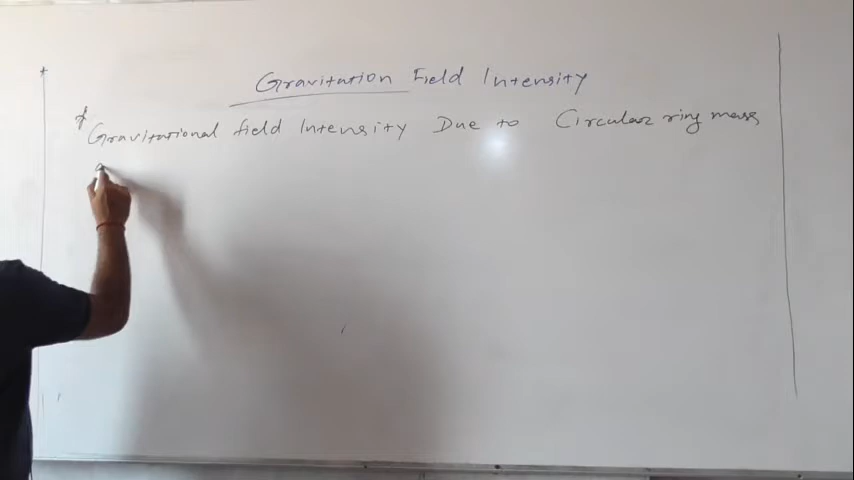 Gravitation Field Intensity
* Gravitational field Intensity Due to Circular ring mass